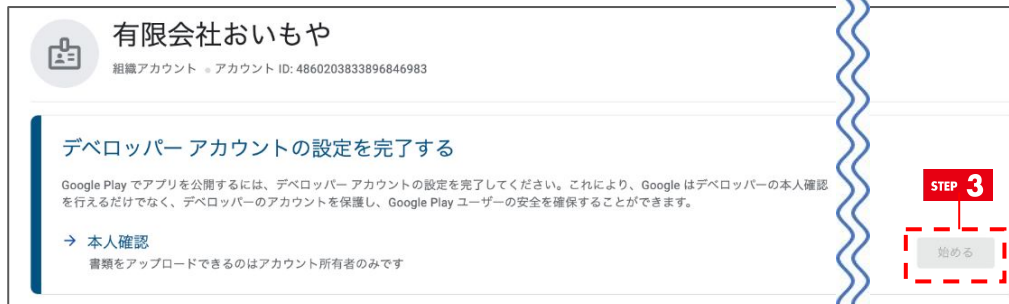 有限会社おいもや
組織アカウント アカウント ID: 4860203833896846983
デベロッパー アカウントの設定を完了する
Google Play でアプリを公開するには、デベロッパー アカウントの設定を完了してください。これにより、Google はデベロッパーの本人確認
を行えるだけでなく、デベロッパーのアカウントを保護し、Google Play ユーザーの安全を確保することができます。
→ 本人確認
書類をアップロードできるのはアカウント所有者のみです
STEP 3
始める